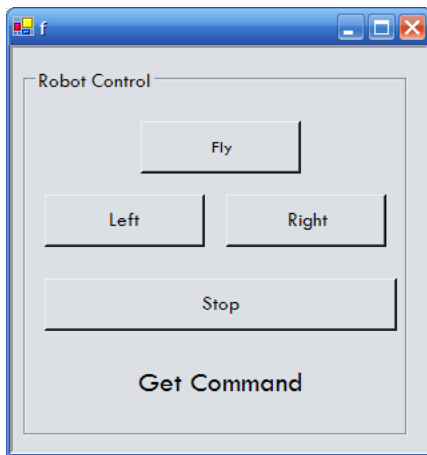 f
Robot Control
Fly
Left Right
Stop
Get Command